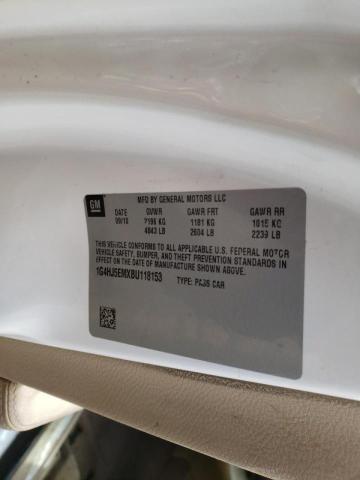 GM
MFD BY GENERAL MOTORS LLC
DATE GVWR GAWR FRT GAWR RR
09/10 2196 KG 1181 KG 1015 KG
4843 LB 2604 LB 2239 LB
THIS VEHICLE CONFORMS TO ALL APPLICABLE U.S. FEDERAL MOTOR
VEHICLE SAFETY, BUMPER, AND THEFT PREVENTION STANDARDS
IN EFFECT ON THE DATE OF MANUFACTURE SHOWN ABOVE.
1G4HJ5EMXBU118153
TYPE: PASS CAR